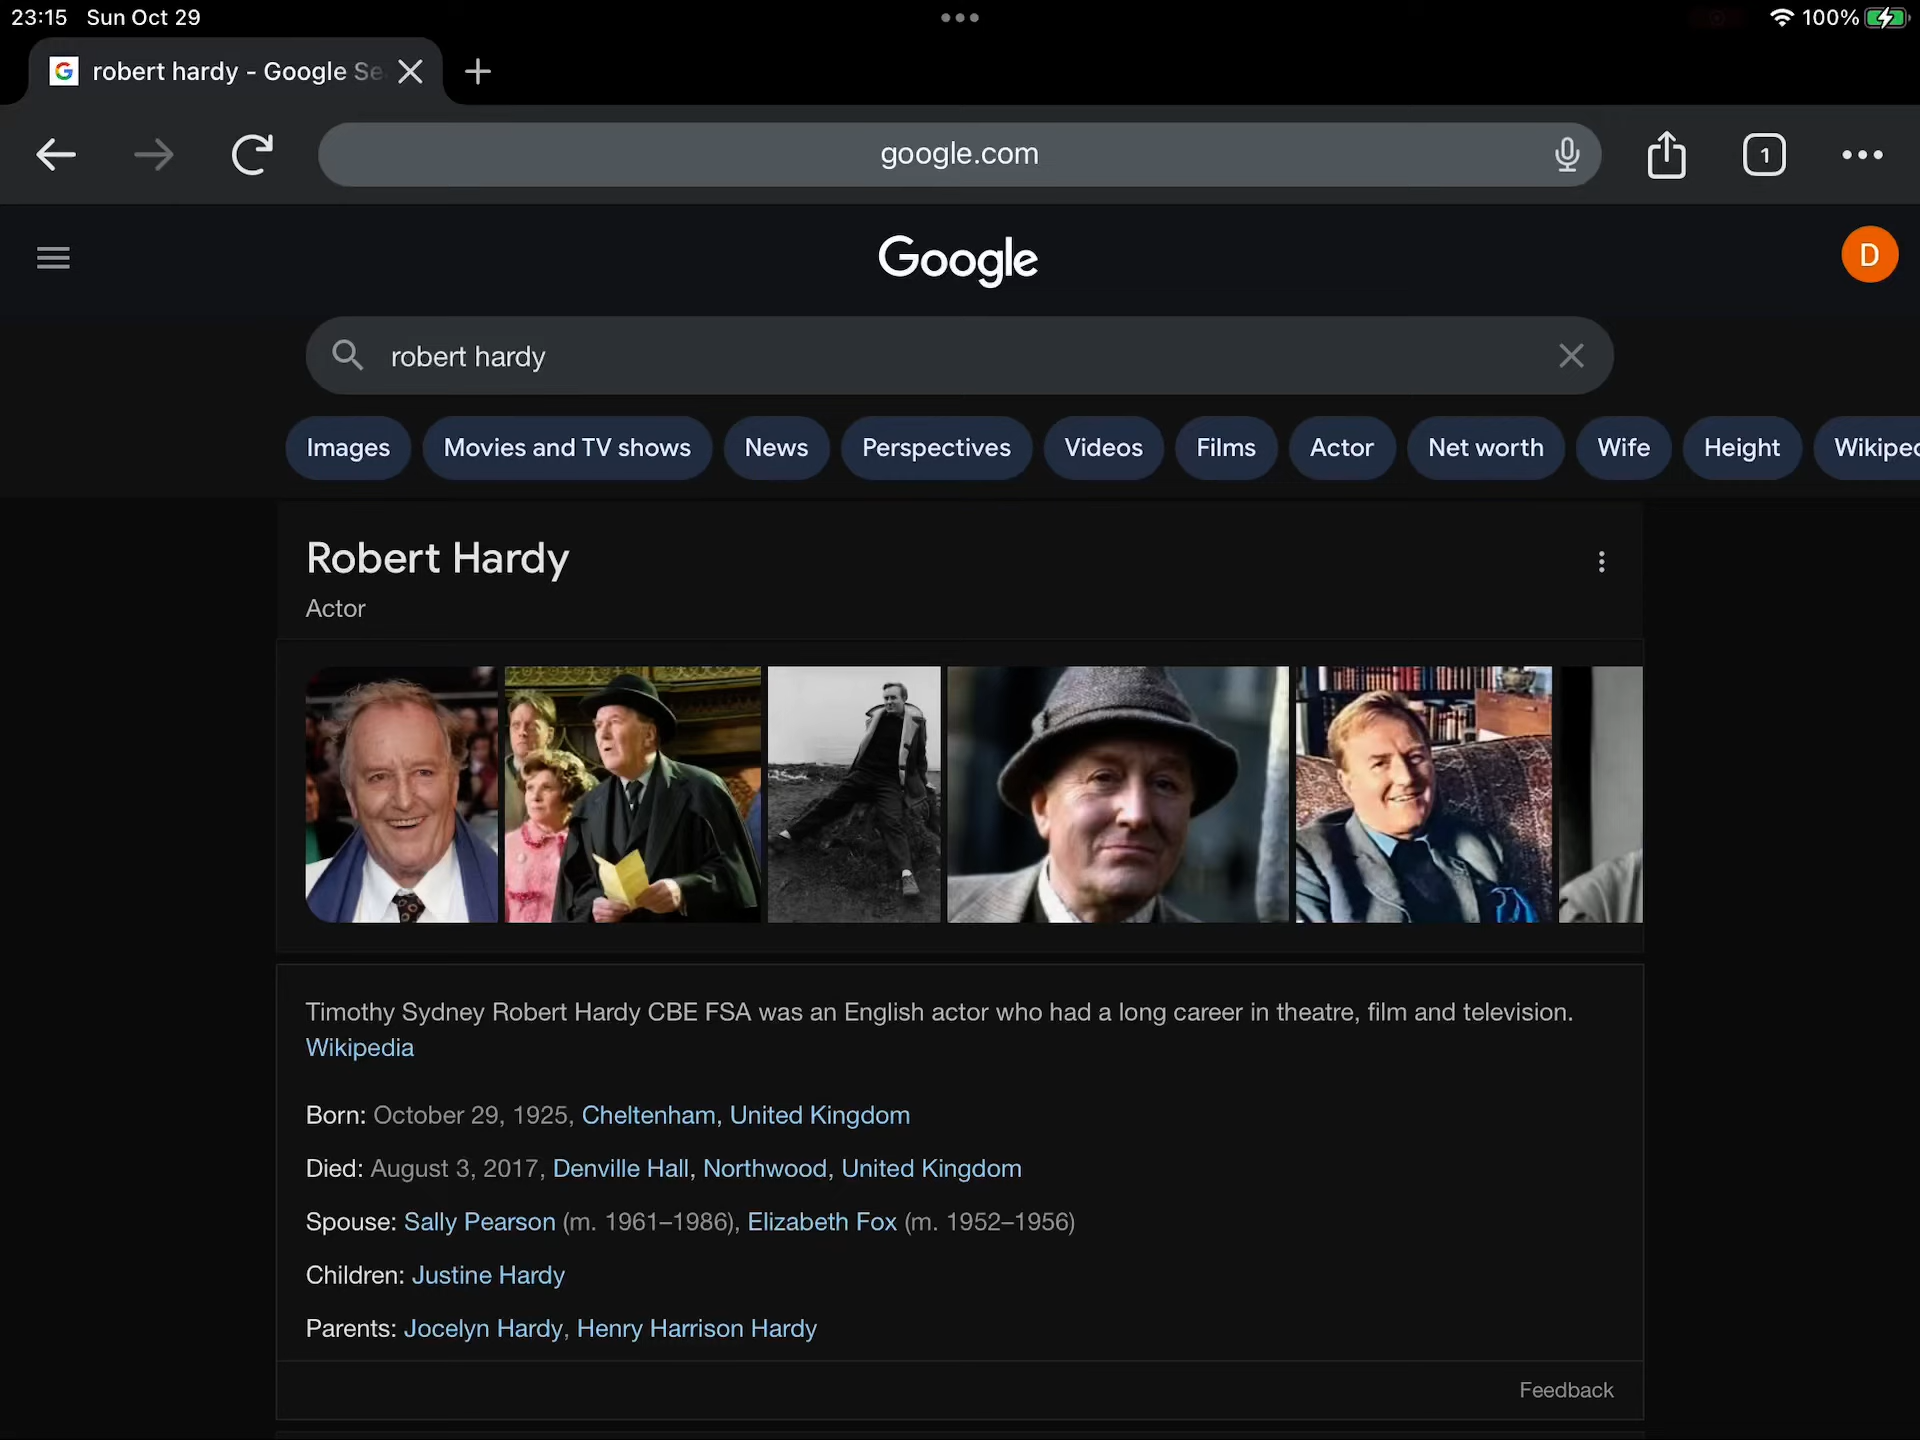 23:15 Sun Oct 29
100%
robert hardy - Google Se
google.com
1
Google
D
robert hardy
Images Movies and TV shows News Perspectives Videos Films Actor Net worth Wife Height Wikiped
Robert Hardy
Actor
Timothy Sydney Robert Hardy CBE FSA was an English actor who had a long career in theatre, film and television.
Wikipedia
Born: October 29, 1925, Cheltenham, United Kingdom
Died: August 3, 2017, Denville Hall, Northwood, United Kingdom
Spouse: Sally Pearson (m. 1961–1986), Elizabeth Fox (m. 1952–1956)
Children: Justine Hardy
Parents: Jocelyn Hardy, Henry Harrison Hardy
Feedback